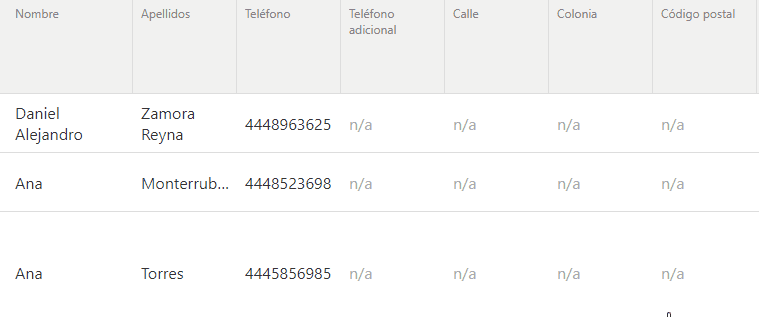 Nombre Apellidos Teléfono Teléfono adicional Calle Colonia Código postal
Daniel Alejandro Zamora Reyna 4448963625 n/a n/a n/a n/a
Ana Monterrub... 4448523698 n/a n/a n/a n/a
Ana Torres 4445856985 n/a n/a n/a n/a